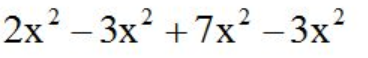 2x² – 3x² + 7x² – 3x²